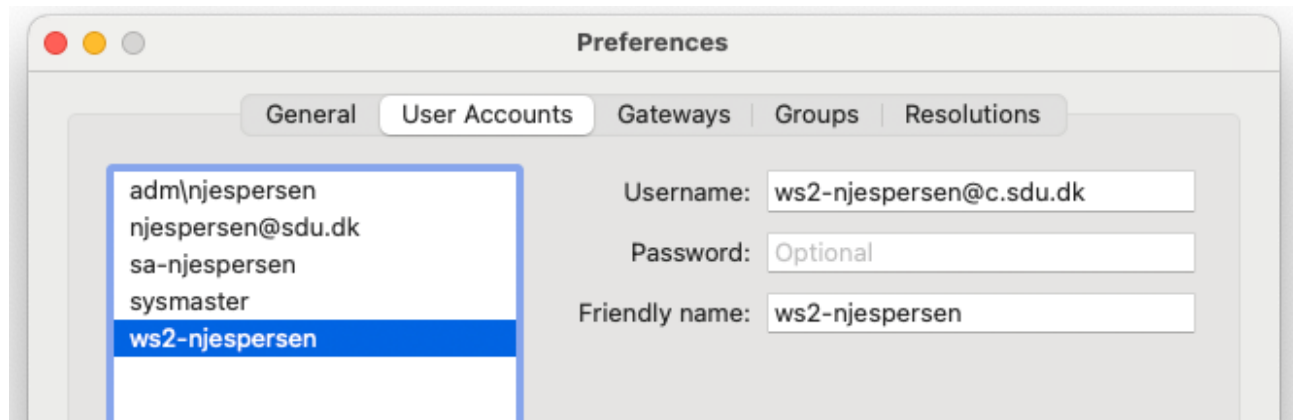 Preferences
General User Accounts Gateways Groups Resolutions
adm\njespersen
njespersen@sdu.dk
sa-njespersen
sysmaster
ws2-njespersen
Username: ws2-njespersen@c.sdu.dk
Password: Optional
Friendly name: ws2-njespersen